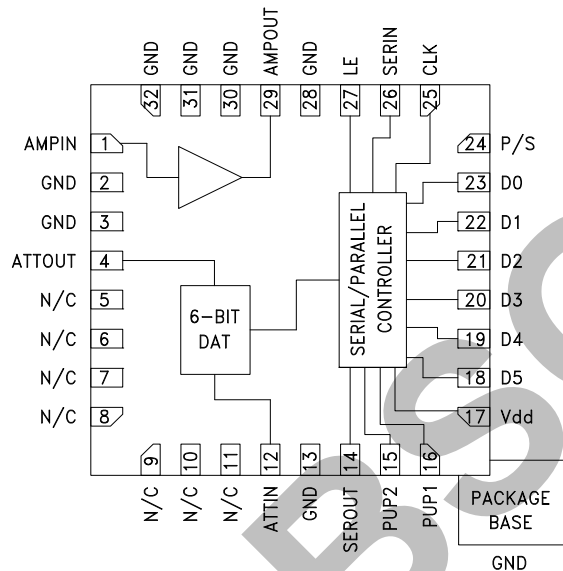 GND
GND
GND
AMPOUT
GND
LE
SERIN
CLK
32
31
30
29
28
27
26
25
AMPIN 1
GND 2
GND 3
ATTOUT 4
N/C 5
N/C 6
N/C 7
N/C 8
24 P/S
23 D0
22 D1
21 D2
20 D3
19 D4
18 D5
17 Vdd
6-BIT
DAT
SERIAL/PARALLEL
CONTROLLER
9
10
11
12
13
14
15
16
N/C
N/C
N/C
ATTIN
GND
SEROUT
PUP2
PUP1
PACKAGE
BASE
GND
BSO